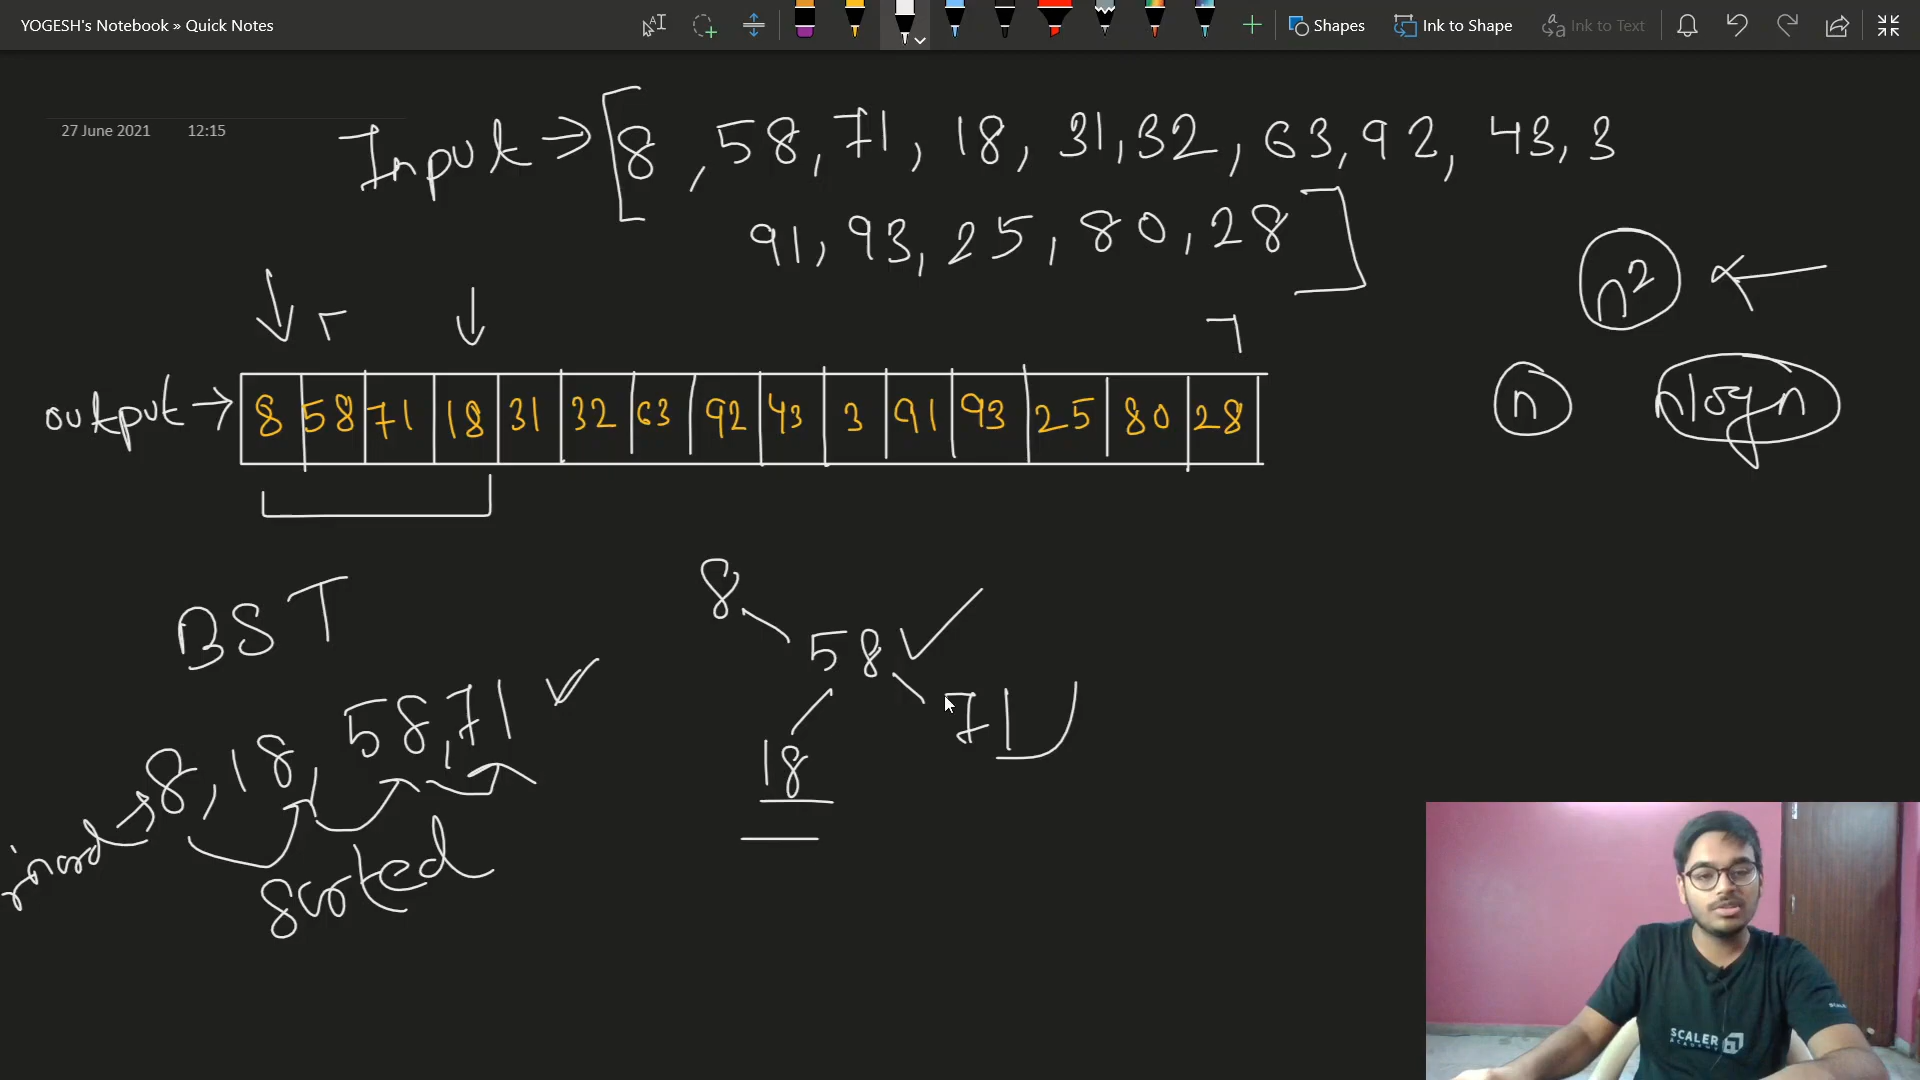 YOGESH's Notebook » Quick Notes
Shapes
Ink to Shape
Ink to Text
27 June 2021 12:15
Input → [8, 58, 71, 18, 31, 32, 63, 92, 43, 3
91, 93, 25, 80, 28]
n²
n nlogn
output → 8 58 71 18 31 32 63 92 43 3 91 93 25 80 28
BST
8
58
71
18
8, 18, 58, 71
sorted
SCALER
ACADEMY